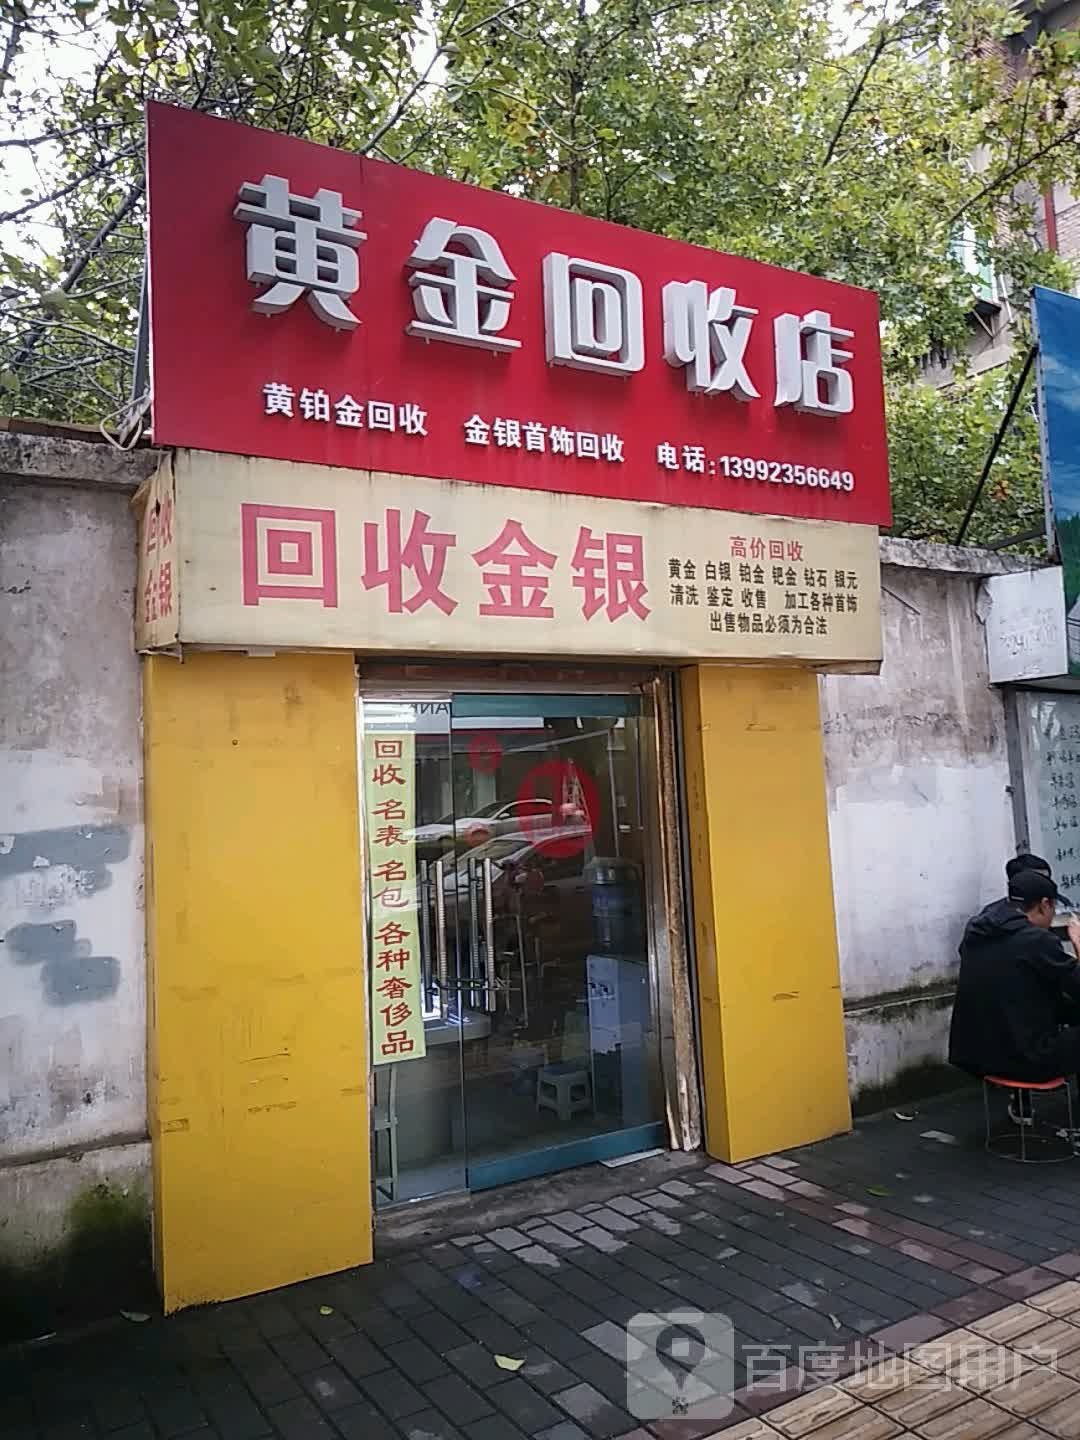 黄金回收店
黄铂金回收 金银首饰回收 电话:13992356649
回收金银
回收金银
高价回收
黄金 白银 铂金 钯金 钻石 银元
清洗 鉴定 收售 加工各种首饰
出售物品必须为合法
回收名表名包各种奢侈品
百度地图用户